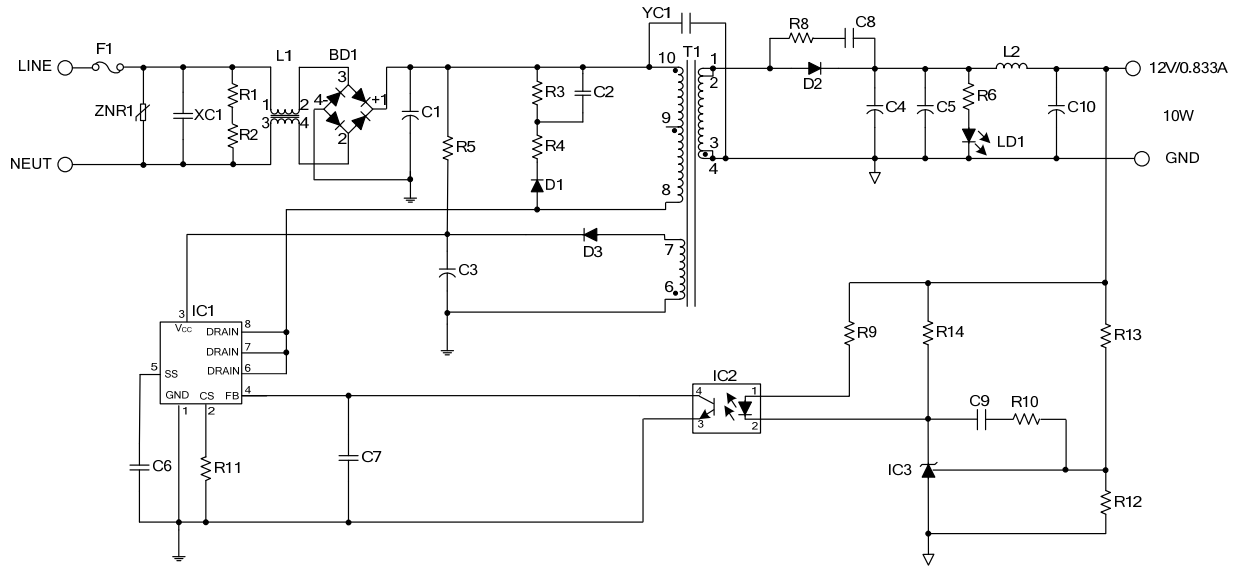 YC1
R8
C8
F1
L1
BD1
10
T1
1
L2
LINE
12V/0.833A
3
2
D2
R1
1
2
4-
+1
R3
C2
R6
ZNR1
XC1
C1
C4
C5
C10
10W
3
4
9
R2
2
R5
R4
3
LD1
NEUT
4
GND
D1
8
7
D3
C3
6
3
IC1
Vcc
DRAIN
8
DRAIN
7
R9
R14
R13
5
SS
DRAIN
6
IC2
GND
CS
FB
4
4
1
1
2
3
2
C9
R10
C6
R11
C7
IC3
R12